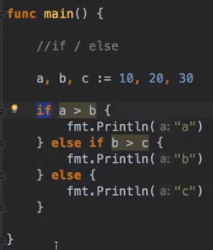 func main() {
//if / else
a, b, c := 10, 20, 30
if a > b {
fmt.Println( a: "a")
} else if b > c {
fmt.Println( a: "b")
} else {
fmt.Println( a: "c")
}
}